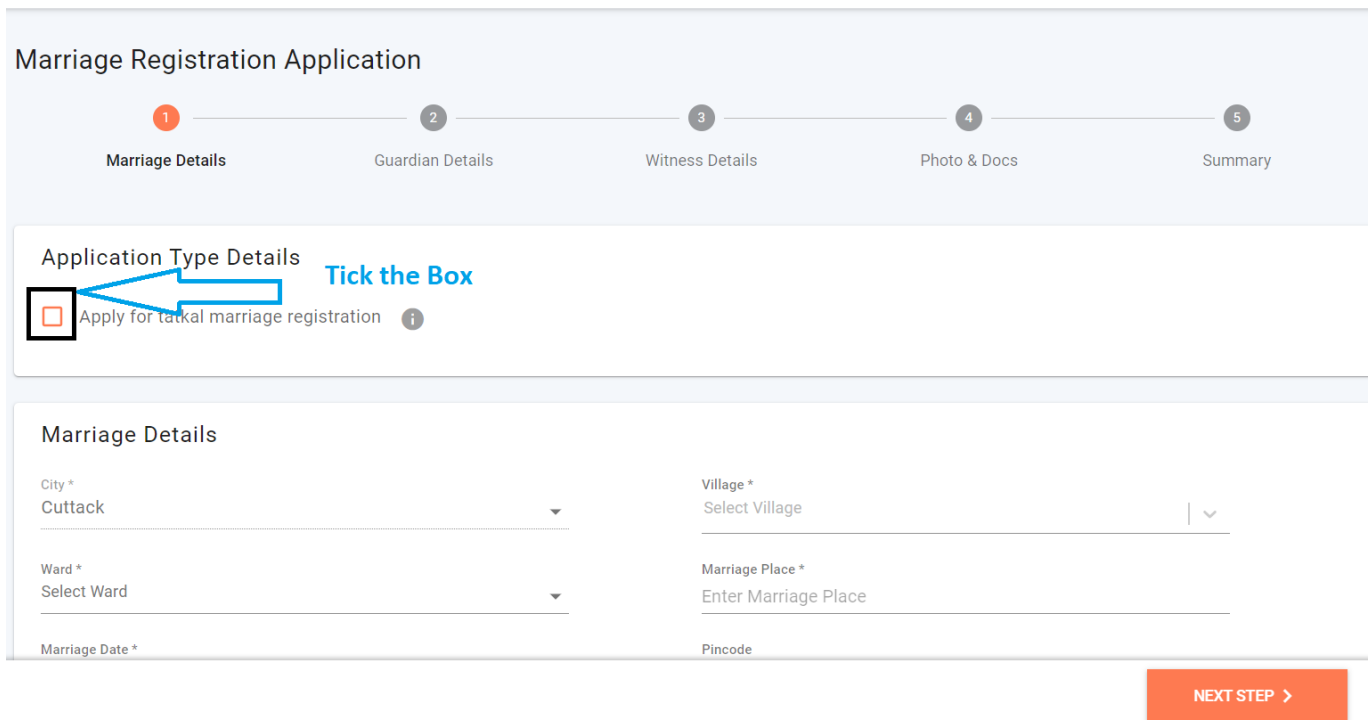 Marriage Registration Application
1
2
3
4
5
Marriage Details
Guardian Details
Witness Details
Photo & Docs
Summary
Application Type Details
Tick the Box
Apply for tatkal marriage registration
i
Marriage Details
City *
Cuttack
Village *
Select Village
Ward *
Select Ward
Marriage Place *
Enter Marriage Place
Marriage Date *
Pincode
NEXT STEP